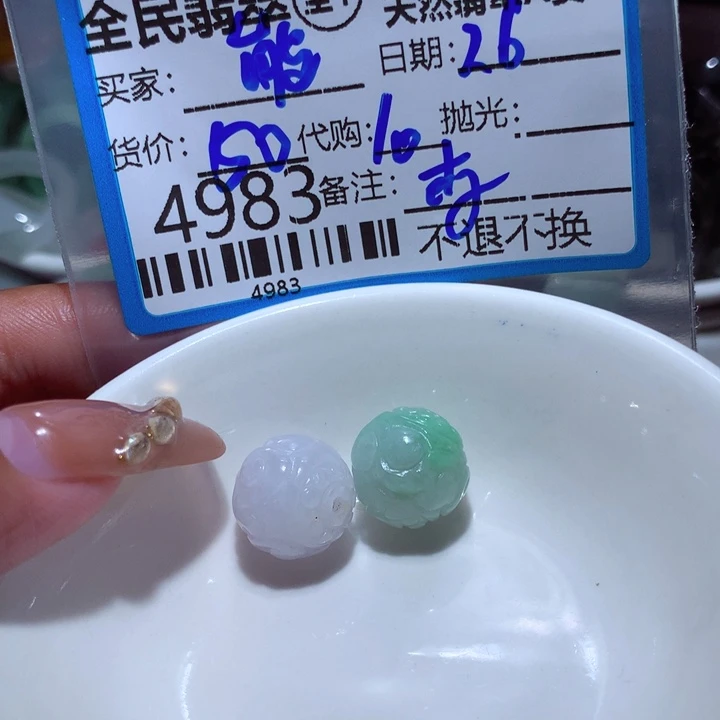 全民翡翠 天然翡翠
买家：熊 日期：26
货价：50 代购：10 抛光：
4983 备注：
不退不换
4983